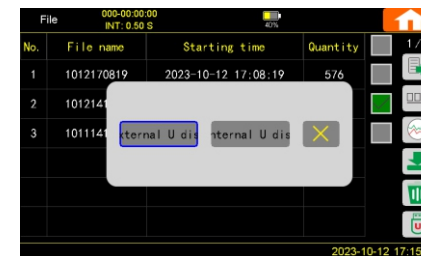 File
000-00:00:00
INT: 0.50 S
40%
No. File name Starting time Quantity
1/
1 1012170819 2023-10-12 17:08:19 576
2 1012141
3 1011141
xternal U dis
nternal U dis
2023-10-12 17:15